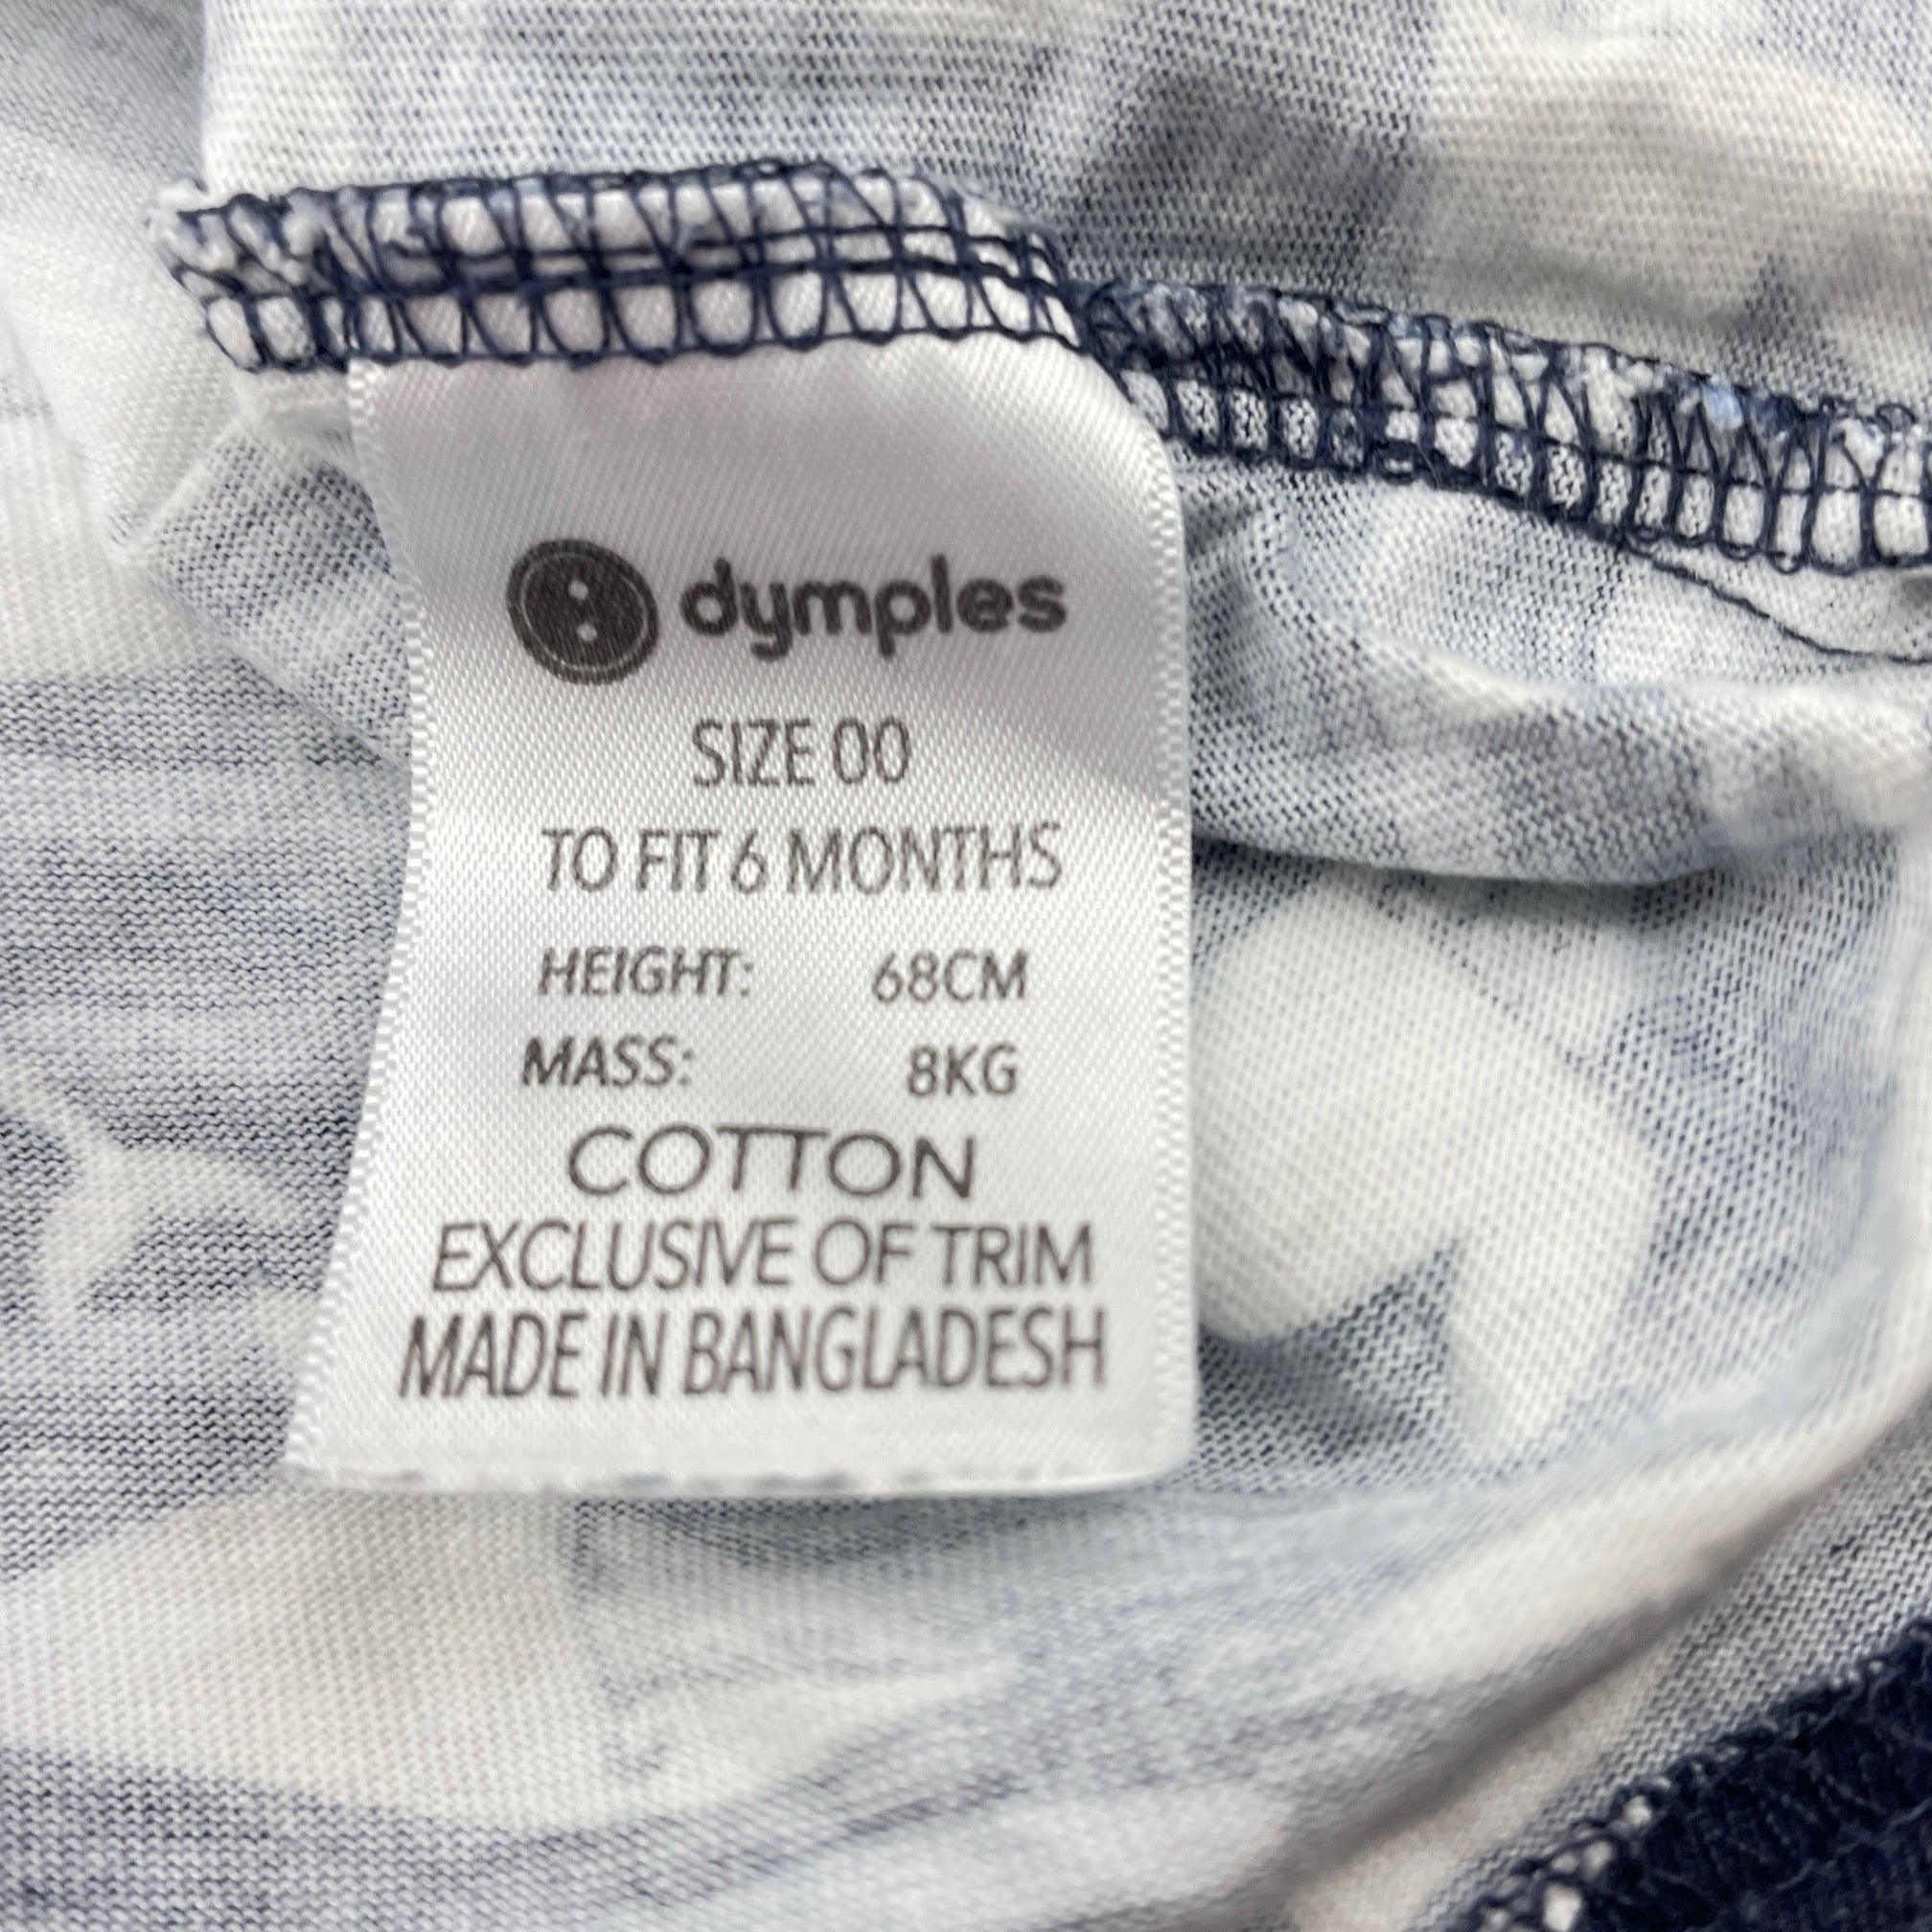 dymples
SIZE 00
TO FIT 6 MONTHS
HEIGHT: 68CM
MASS: 8KG
COTTON
EXCLUSIVE OF TRIM
MADE IN BANGLADESH